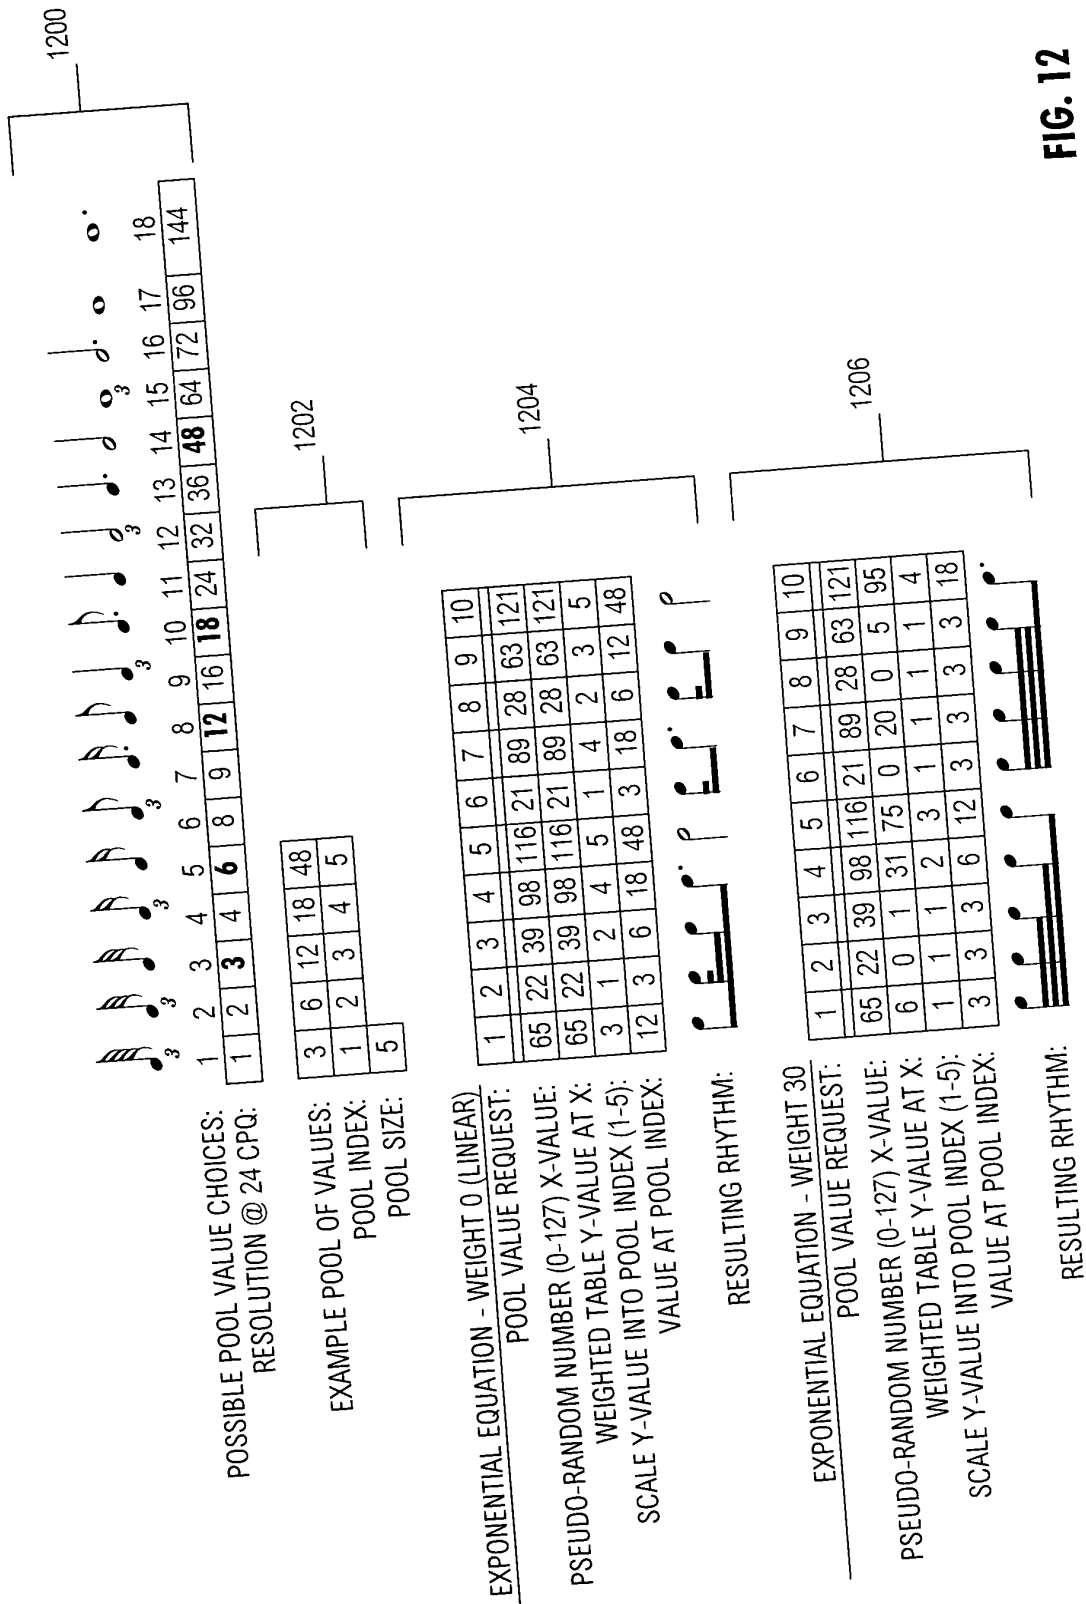 1200
3 3 3 3 3 3 3
1 2 3 4 5 6 7 8 9 10 11 12 13 14 15 16 17 18
POSSIBLE POOL VALUE CHOICES: 1 2 3 4 6 8 9 12 16 18 24 32 36 48 64 72 96 144
RESOLUTION @ 24 CPQ:
1202
EXAMPLE POOL OF VALUES: 3 6 12 18 48
POOL INDEX: 1 2 3 4 5
POOL SIZE: 5
1204
EXPONENTIAL EQUATION - WEIGHT 0 (LINEAR)
POOL VALUE REQUEST: 1 2 3 4 5 6 7 8 9 10
PSEUDO-RANDOM NUMBER (0-127) X-VALUE: 65 22 39 98 116 21 89 28 63 121
WEIGHTED TABLE Y-VALUE AT X: 65 22 39 98 116 21 89 28 63 121
SCALE Y-VALUE INTO POOL INDEX (1-5): 3 1 2 4 5 1 4 2 3 5
VALUE AT POOL INDEX: 12 3 6 18 48 3 18 6 12 48
RESULTING RHYTHM:
1206
EXPONENTIAL EQUATION - WEIGHT 30
POOL VALUE REQUEST: 1 2 3 4 5 6 7 8 9 10
PSEUDO-RANDOM NUMBER (0-127) X-VALUE: 65 22 39 98 116 21 89 28 63 121
WEIGHTED TABLE Y-VALUE AT X: 6 0 1 31 75 0 20 0 5 95
SCALE Y-VALUE INTO POOL INDEX (1-5): 1 1 1 2 3 1 1 1 1 4
VALUE AT POOL INDEX: 3 3 3 6 12 3 3 3 3 18
RESULTING RHYTHM:
FIG. 12